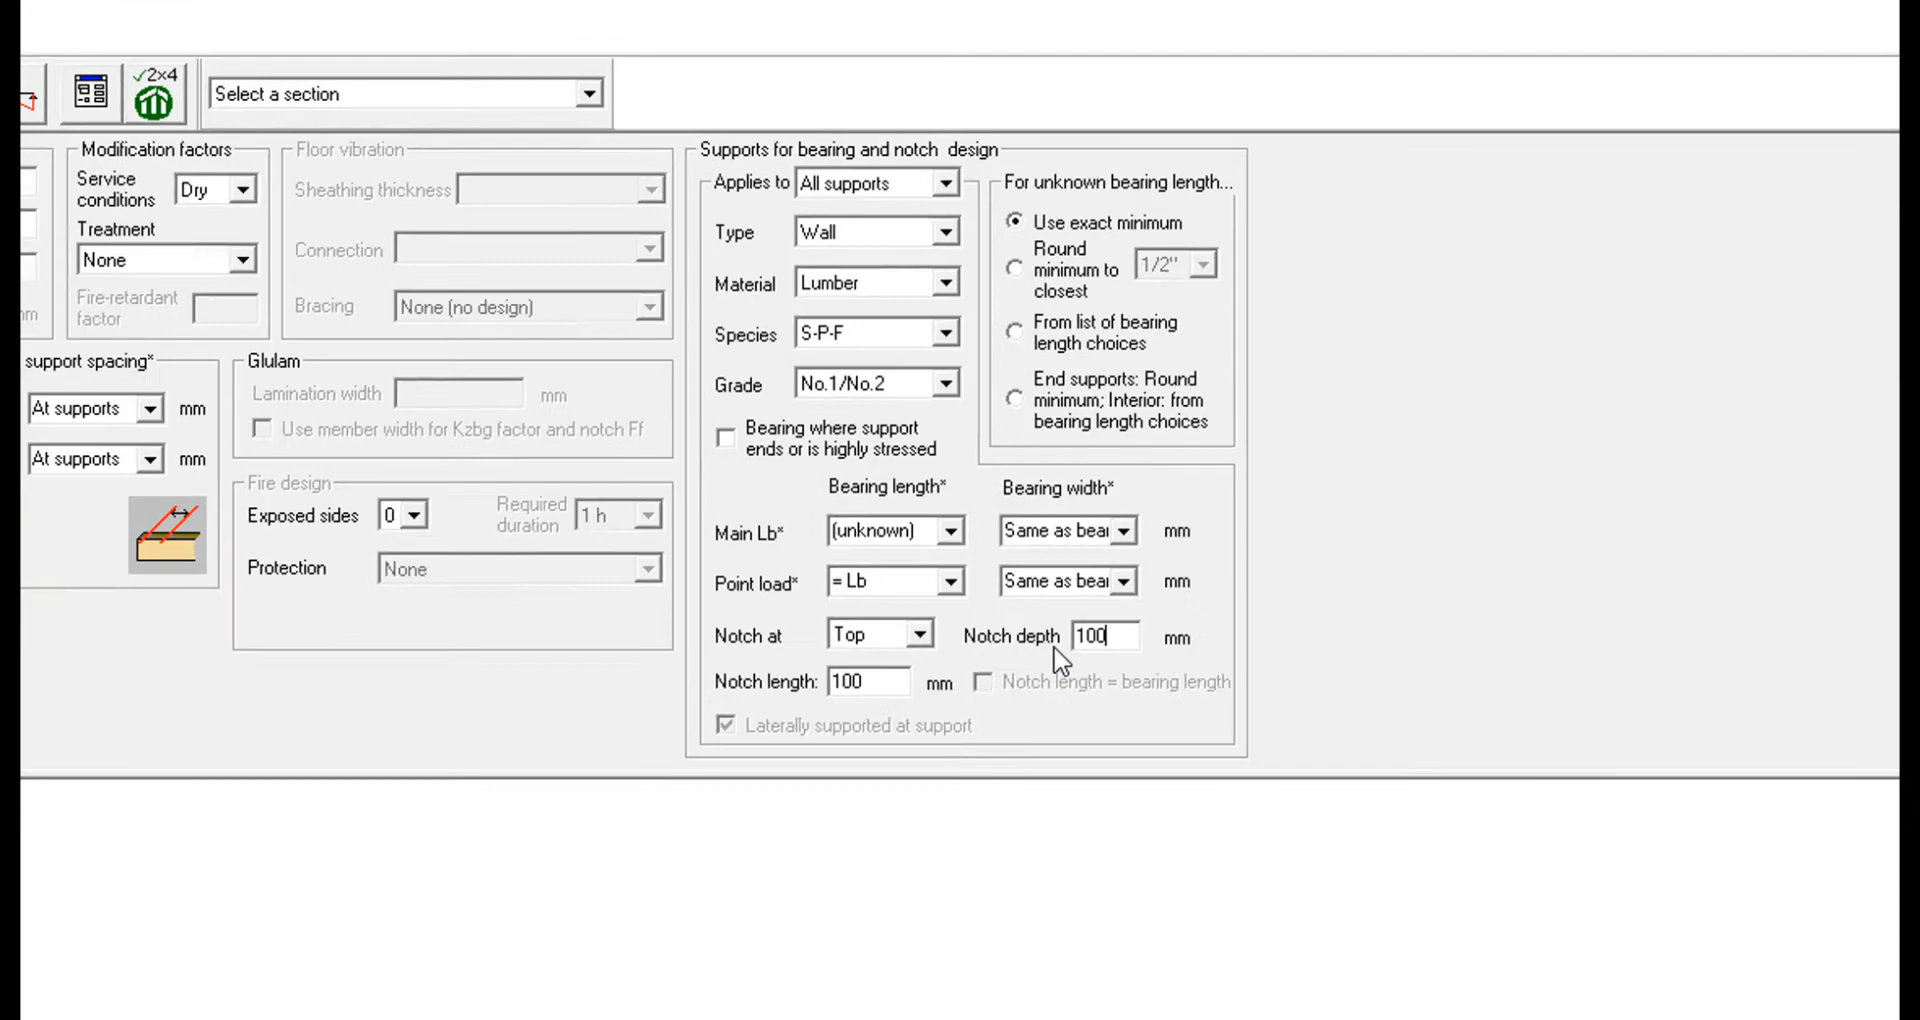 ✓2×4
Select a section
Modification factors
Service conditions
Dry
Treatment
None
Fire-retardant factor
mm
Floor vibration
Sheathing thickness
Connection
Bracing
None (no design)
support spacing*
At supports
mm
At supports
mm
Glulam
Lamination width
mm
Use member width for Kzbg factor and notch Ff
Fire design
Exposed sides
0
Required duration
1 h
Protection
None
Supports for bearing and notch design
Applies to
All supports
Type
Wall
Material
Lumber
Species
S-P-F
Grade
No.1/No.2
Bearing where support
ends or is highly stressed
For unknown bearing length...
Use exact minimum
Round
minimum to
closest
1/2"
From list of bearing
length choices
End supports: Round
minimum; Interior: from
bearing length choices
Bearing length*
Bearing width*
Main Lb*
(unknown)
Same as bear
mm
Point load*
= Lb
Same as bear
mm
Notch at
Top
Notch depth
100
mm
Notch length:
100
mm
Notch length = bearing length
Laterally supported at support